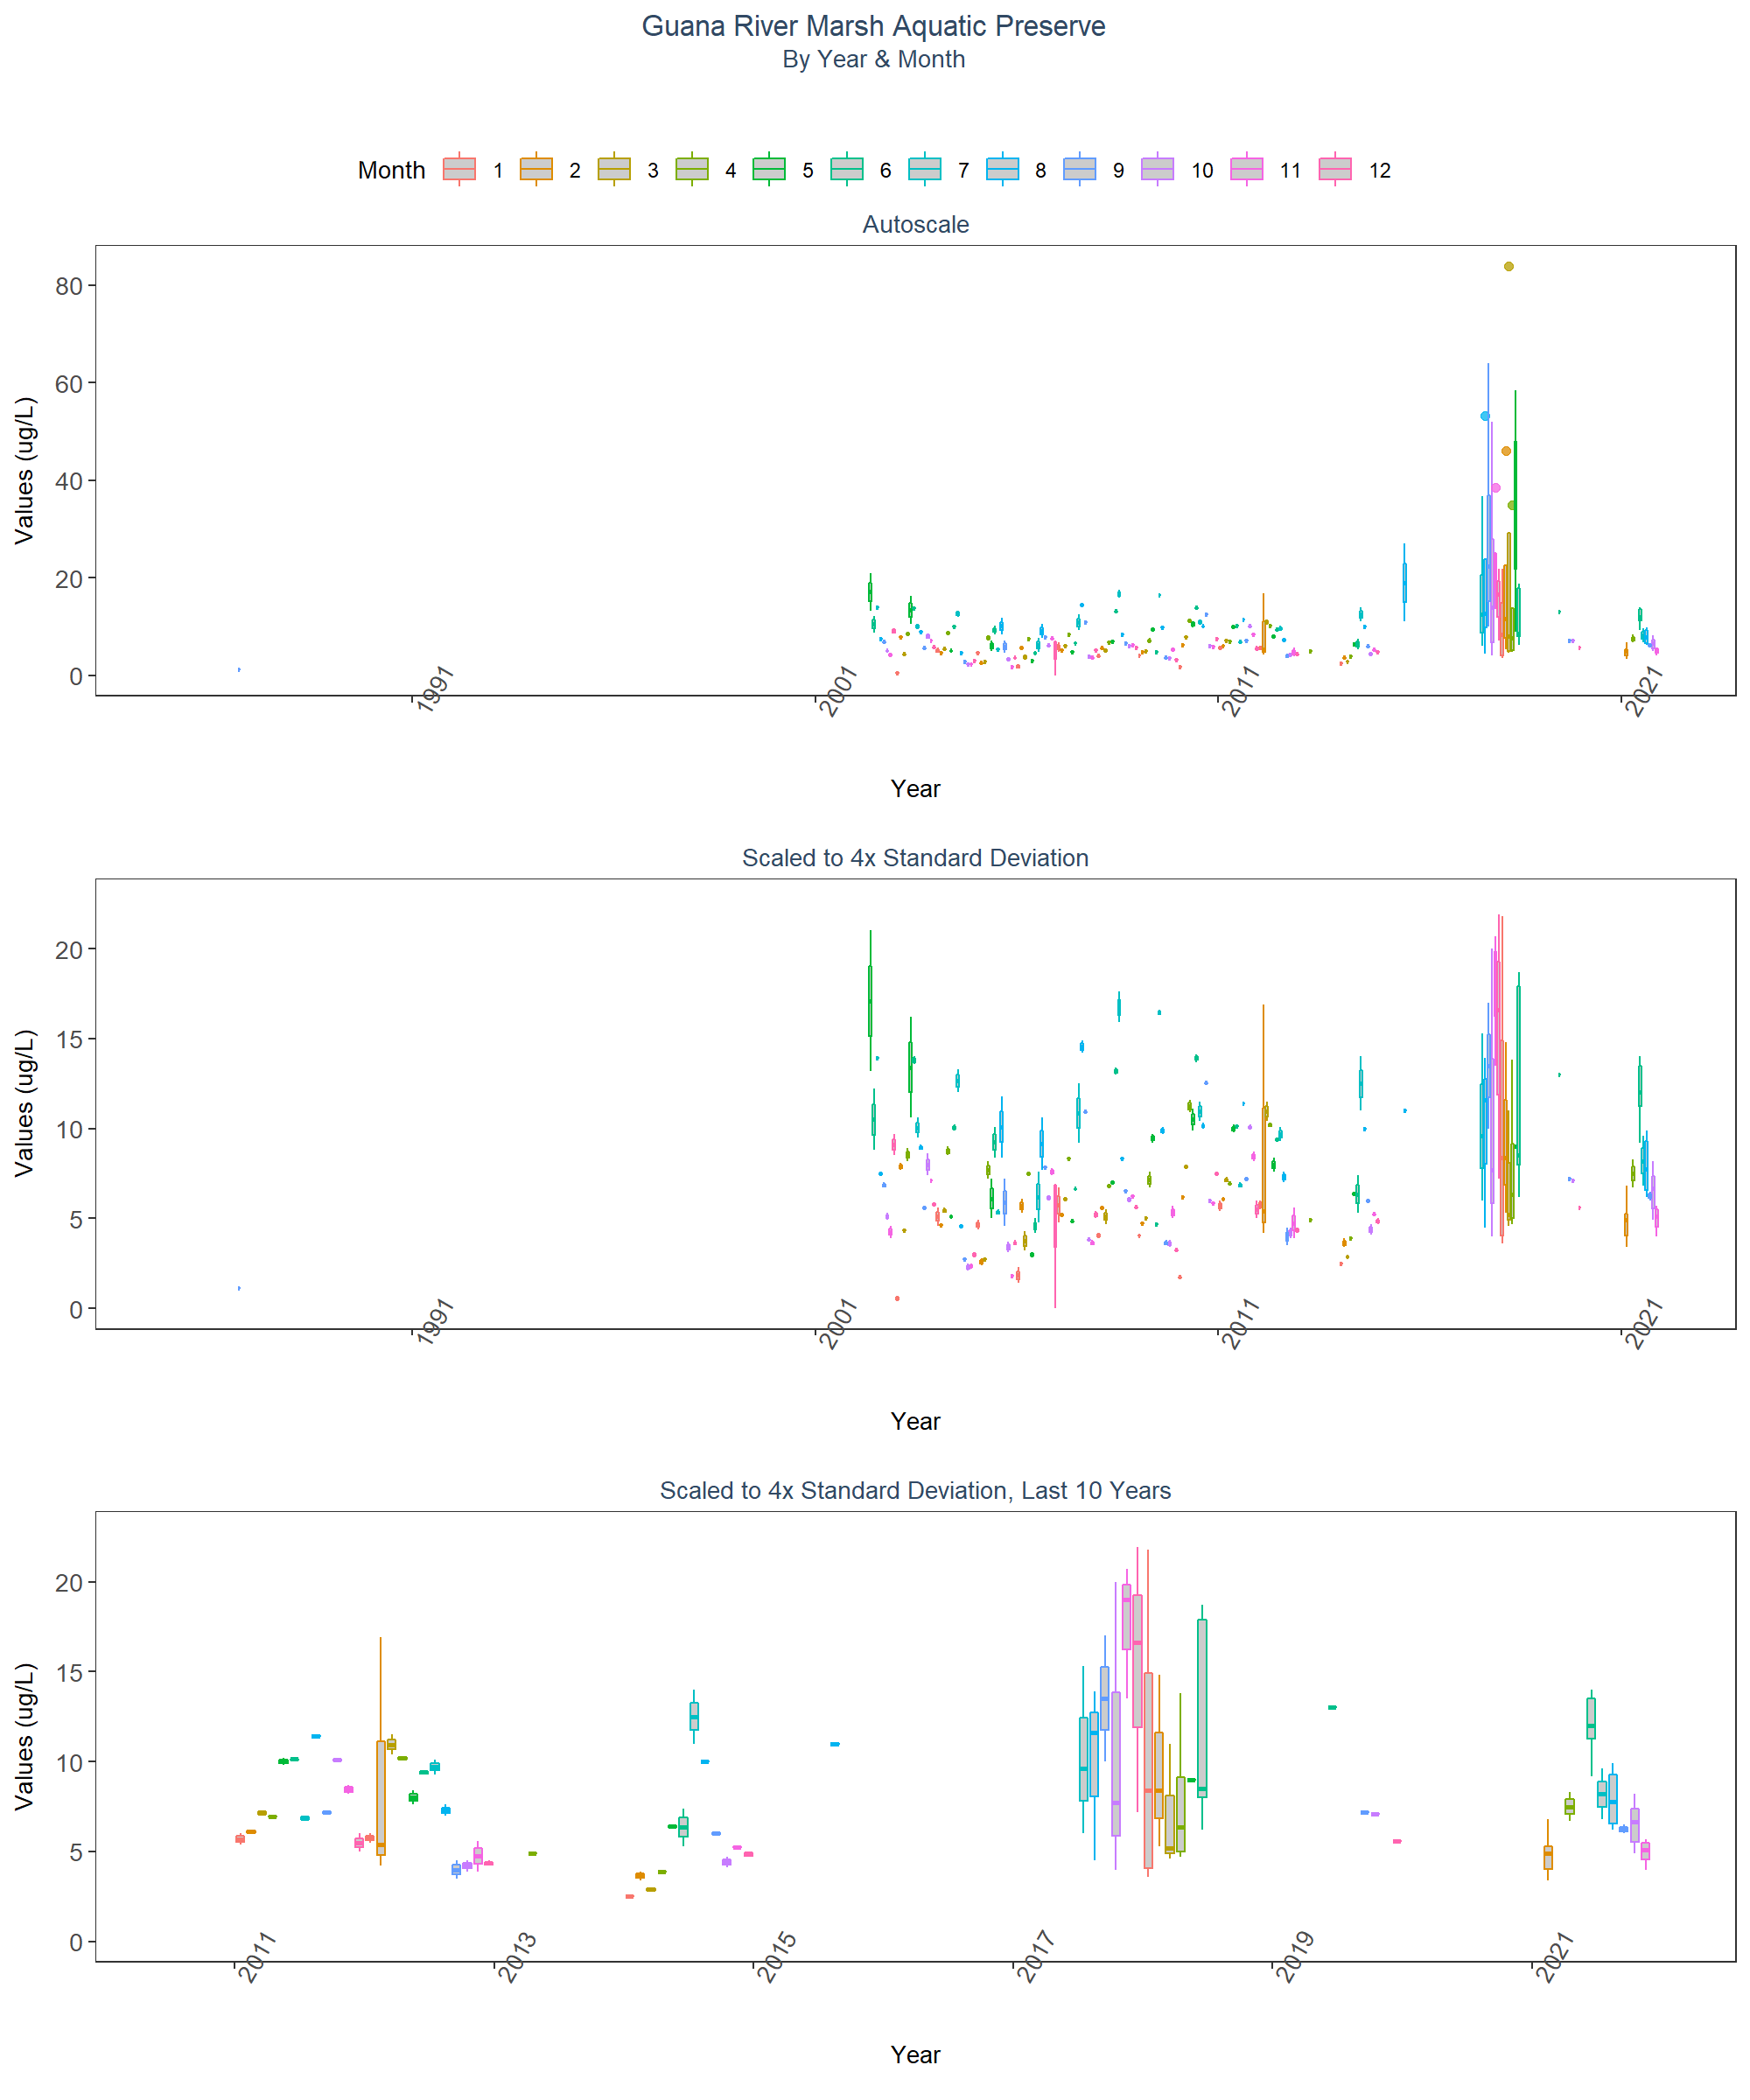 Guana River Marsh Aquatic Preserve
By Year & Month
Month 1 2 3 4 5 6 7 8 9 10 11 12
Autoscale
Values (ug/L)
80
60
40
20
0
1991 2001 2011 2021
Year
Scaled to 4x Standard Deviation
Values (ug/L)
20
15
10
5
0
1991 2001 2011 2021
Year
Scaled to 4x Standard Deviation, Last 10 Years
Values (ug/L)
20
15
10
5
0
2011 2013 2015 2017 2019 2021
Year